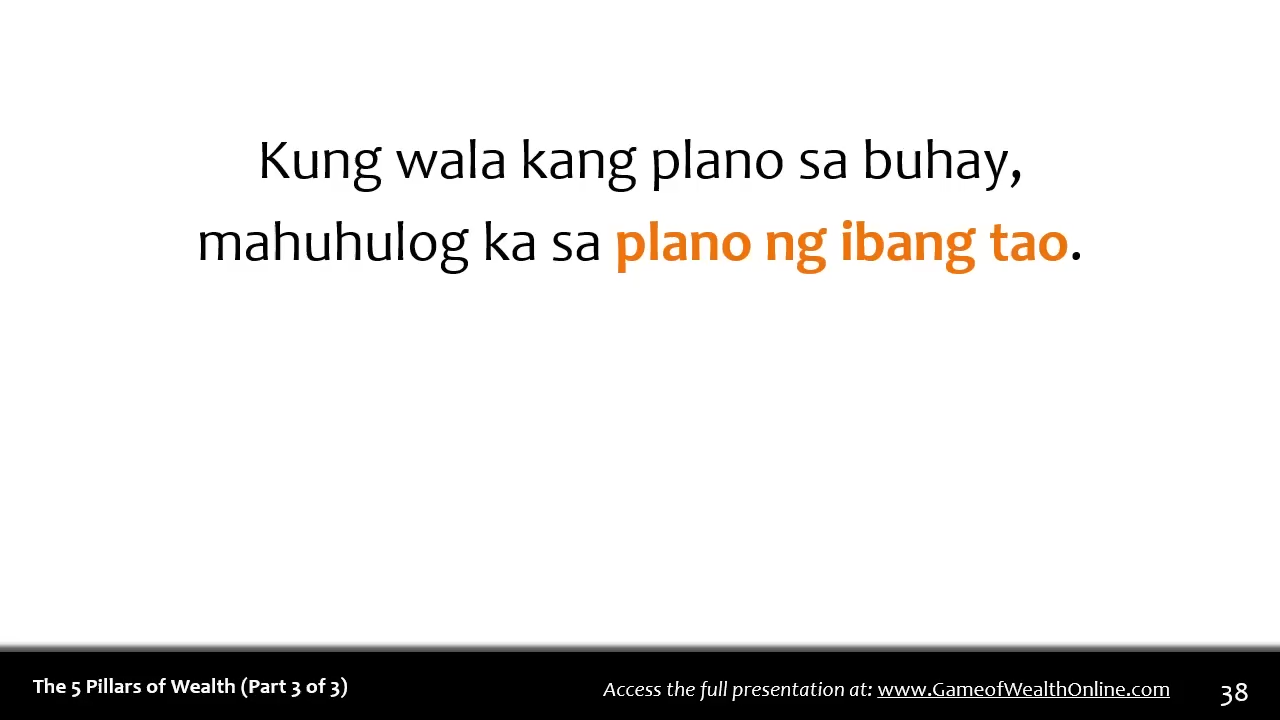 Kung wala kang plano sa buhay,
mahuhulog ka sa plano ng ibang tao.
The 5 Pillars of Wealth (Part 3 of 3)
Access the full presentation at: www.GameofWealthOnline.com
38